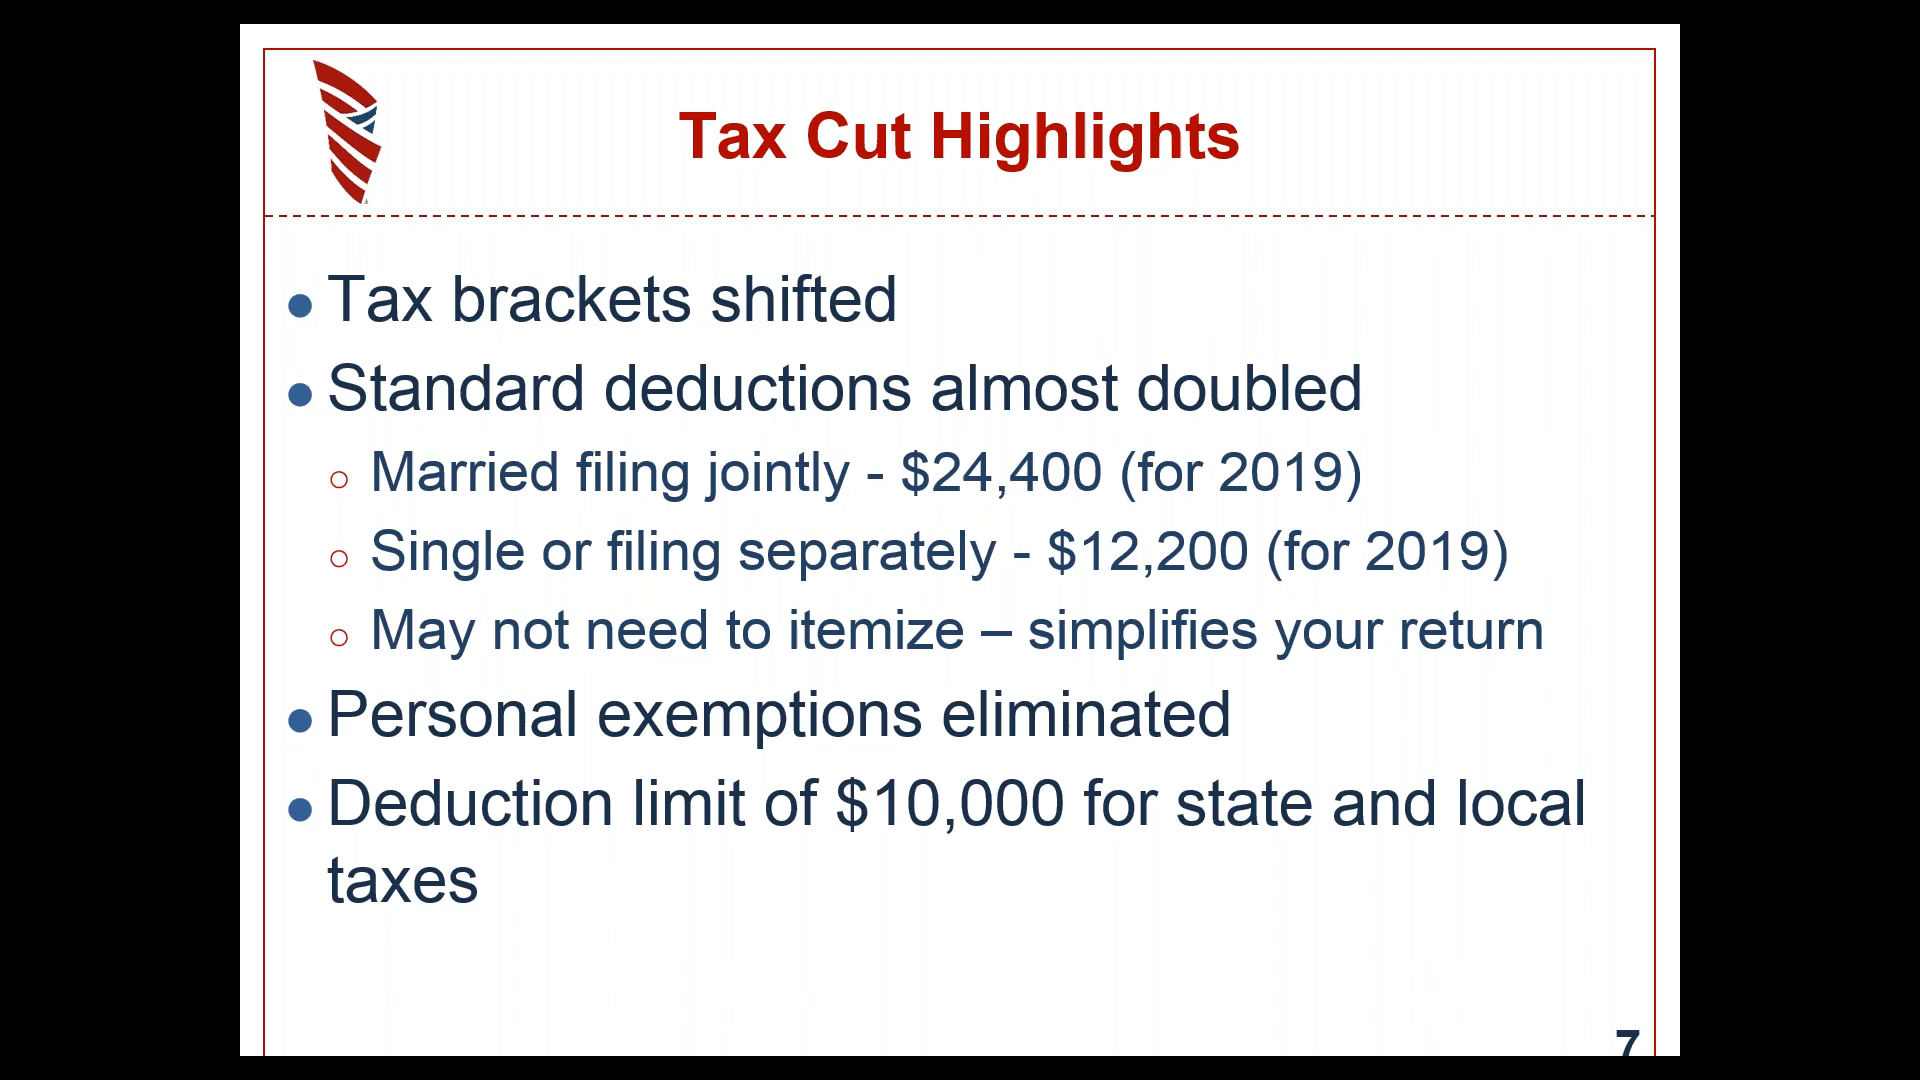 Tax Cut Highlights
Tax brackets shifted
Standard deductions almost doubled
Married filing jointly - $24,400 (for 2019)
Single or filing separately - $12,200 (for 2019)
May not need to itemize – simplifies your return
Personal exemptions eliminated
Deduction limit of $10,000 for state and local
taxes
7